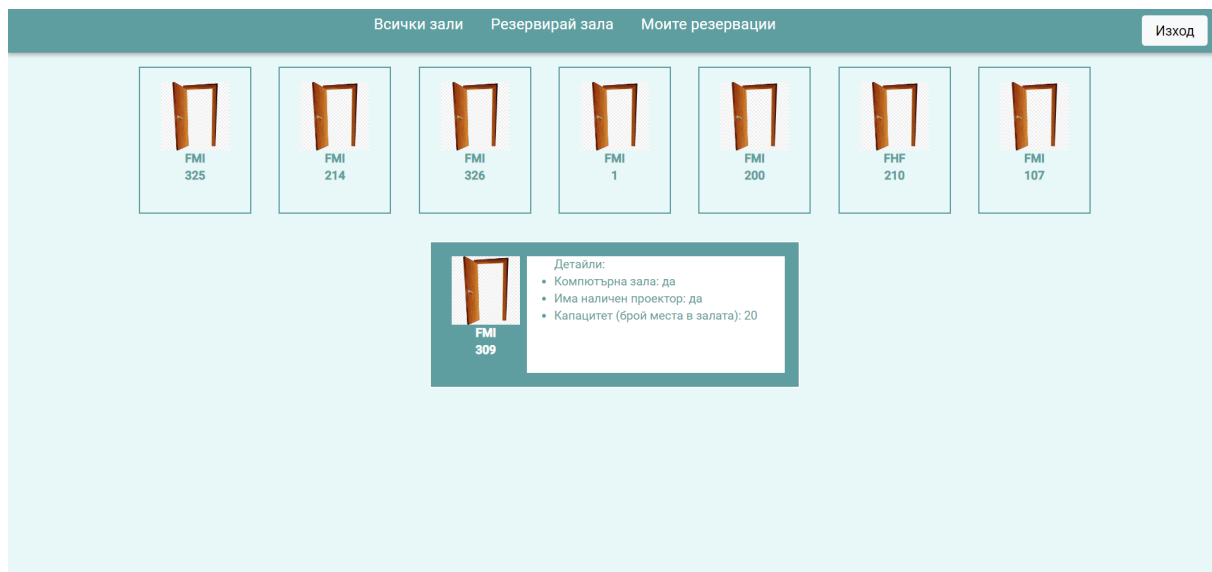 Всички зали Резервирай зала Моите резервации Изход
FMI
325
FMI
214
FMI
326
FMI
1
FMI
200
FHF
210
FMI
107
FMI
309
Детайли:
• Компютърна зала: да
• Има наличен проектор: да
• Капацитет (брой места в залата): 20